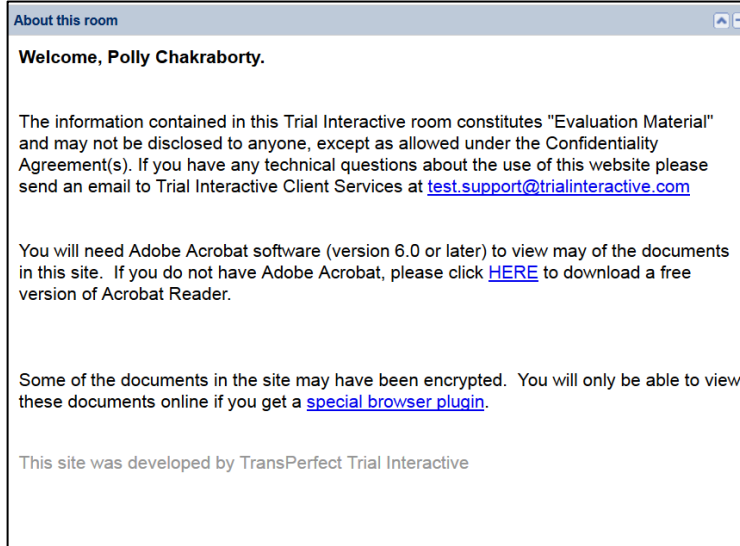 About this room
Welcome, Polly Chakraborty.
The information contained in this Trial Interactive room constitutes "Evaluation Material"
and may not be disclosed to anyone, except as allowed under the Confidentiality
Agreement(s). If you have any technical questions about the use of this website please
send an email to Trial Interactive Client Services at test.support@trialinteractive.com
You will need Adobe Acrobat software (version 6.0 or later) to view may of the documents
in this site.  If you do not have Adobe Acrobat, please click HERE to download a free
version of Acrobat Reader.
Some of the documents in the site may have been encrypted.  You will only be able to view
these documents online if you get a special browser plugin.
This site was developed by TransPerfect Trial Interactive